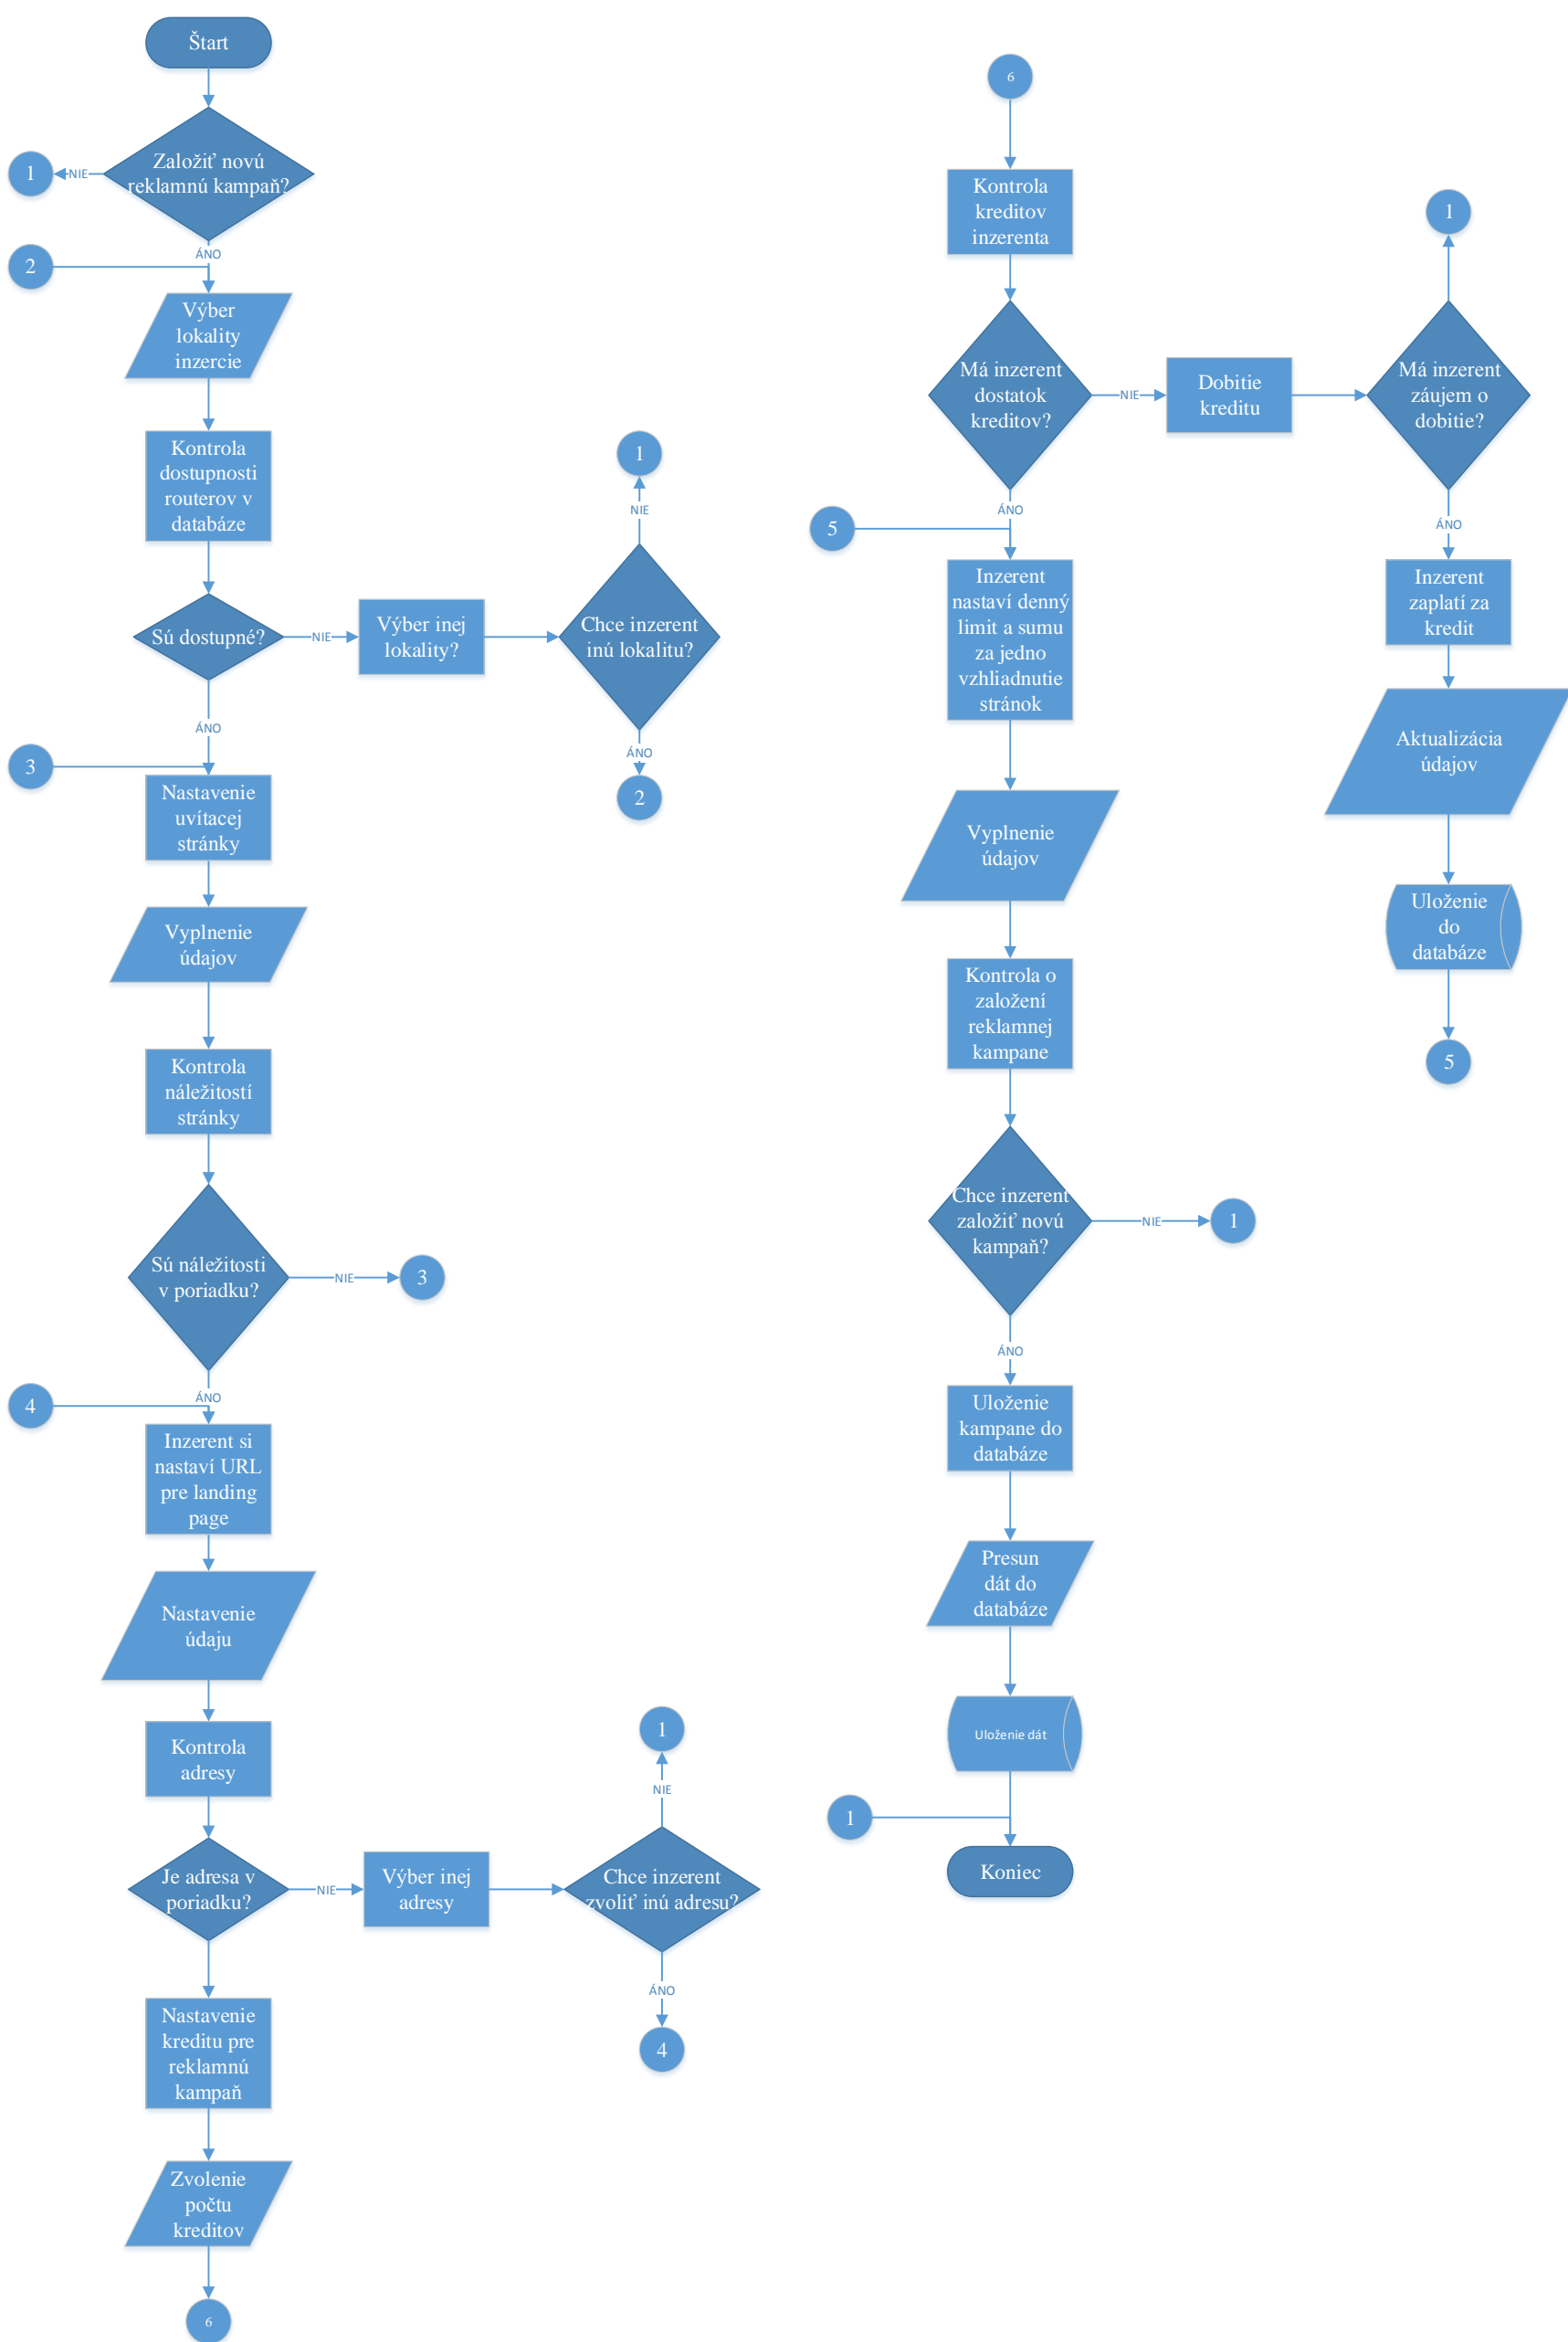 Štart
Založiť novú
reklamnú kampaň?
NIE
1
ÁNO
2
Výber
lokality
inzercie
Kontrola
dostupnosti
routerov v
databáze
Sú dostupné?
NIE
Výber inej
lokality?
Chce inzerent
inú lokalitu?
NIE
1
ÁNO
2
ÁNO
3
Nastavenie
uvítacej
stránky
Vyplnenie
údajov
Kontrola
náležitostí
stránky
Sú náležitosti
v poriadku?
NIE
3
ÁNO
4
Inzerent si
nastaví URL
pre landing
page
Nastavenie
údaju
Kontrola
adresy
Je adresa v
poriadku?
NIE
Výber inej
adresy
Chce inzerent
zvoliť inú adresu?
NIE
1
ÁNO
4
Nastavenie
kreditu pre
reklamnú
kampaň
Zvolenie
počtu
kreditov
6
6
Kontrola
kreditov
inzerenta
Má inzerent
dostatok
kreditov?
NIE
Dobitie
kreditu
Má inzerent
záujem o
dobitie?
1
ÁNO
Inzerent
zaplatí za
kredit
Aktualizácia
údajov
Uloženie
do
databáze
5
ÁNO
5
Inzerent
nastaví denný
limit a sumu
za jedno
vzhliadnutie
stránok
Vyplnenie
údajov
Kontrola o
založení
reklamnej
kampane
Chce inzerent
založiť novú
kampaň?
NIE
1
ÁNO
Uloženie
kampane do
databáze
Presun
dát do
databáze
Uloženie dát
1
Koniec